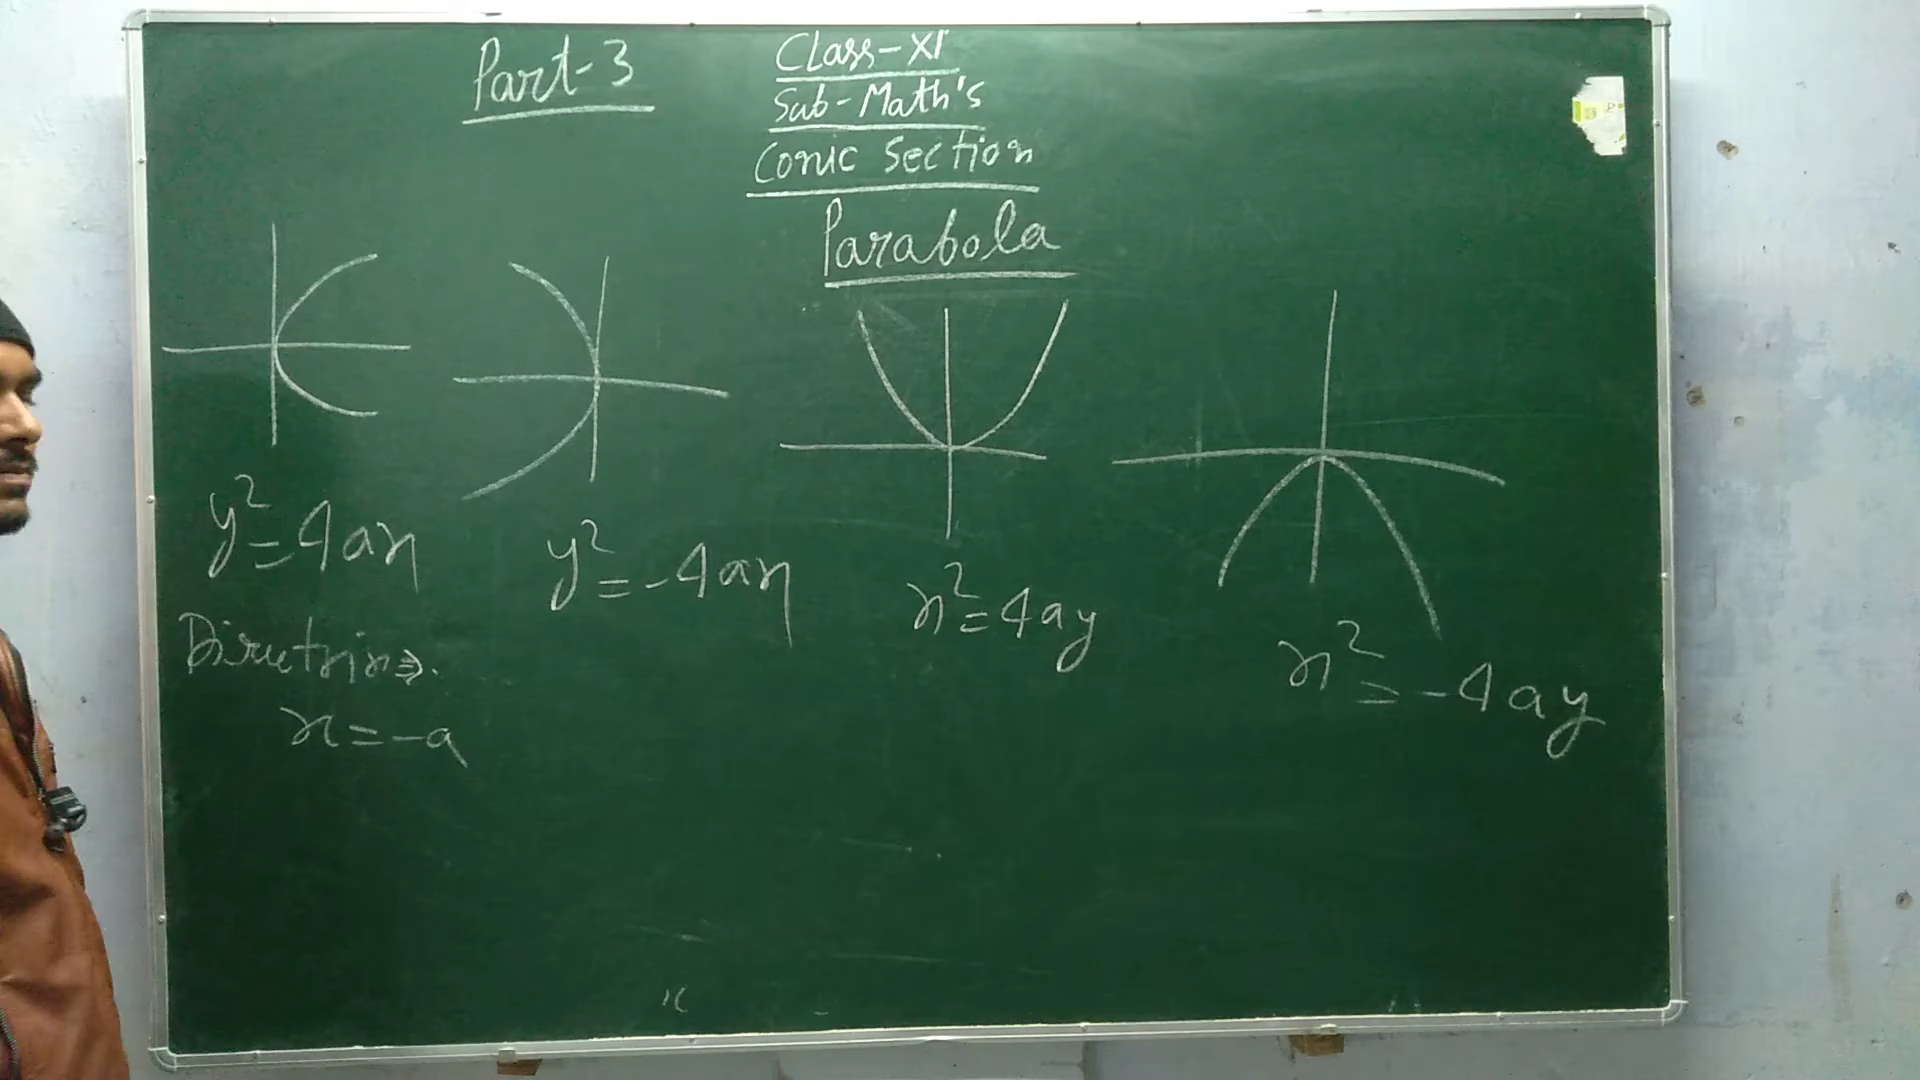 Part-3
Class-XI
Sub-Math's
Conic Section
Parabola
y²=4ax
y²=-4ax
x²=4ay
x²=-4ay
Directrix⇒.
x=-a